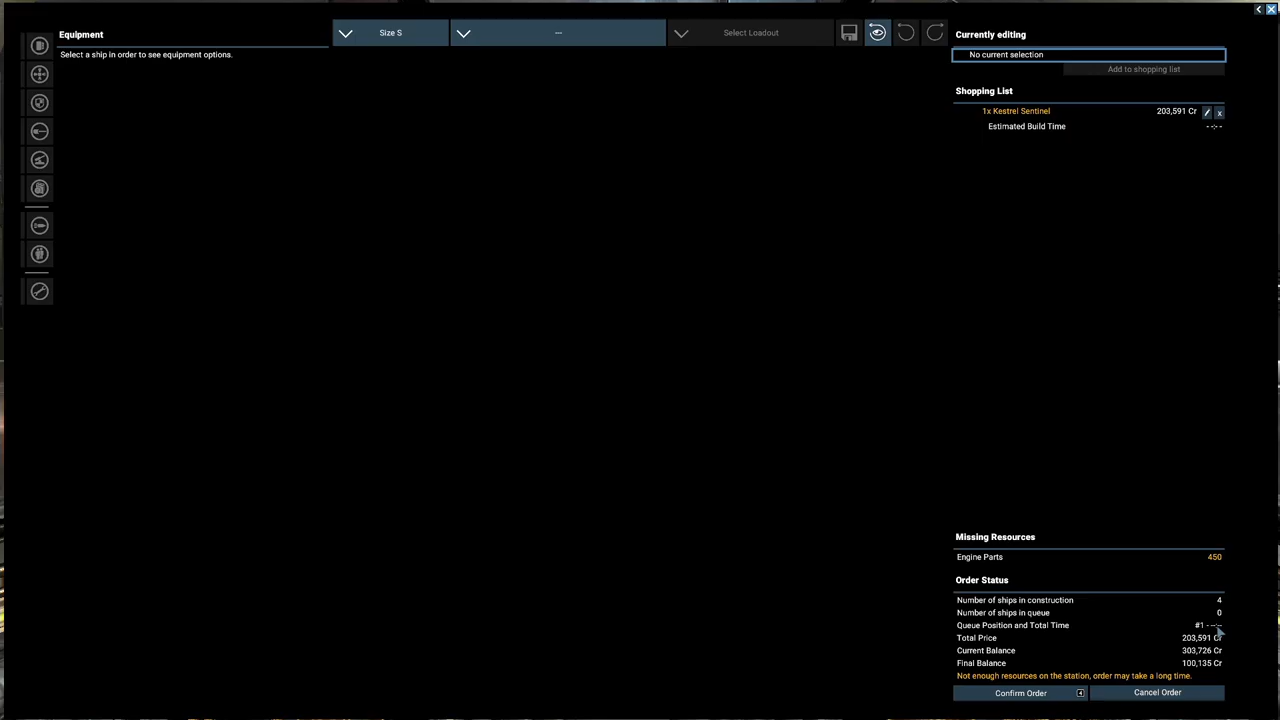 Equipment
Select a ship in order to see equipment options.
Size S
---
Select Loadout
Currently editing
No current selection
Add to shopping list
Shopping List
1x Kestrel Sentinel 203,591 Cr x
Estimated Build Time --:--
Missing Resources
Engine Parts 450
Order Status
Number of ships in construction 4
Number of ships in queue 0
Queue Position and Total Time #1 - --:--
Total Price 203,591 Cr
Current Balance 303,726 Cr
Final Balance 100,135 Cr
Not enough resources on the station, order may take a long time.
Confirm Order
Cancel Order